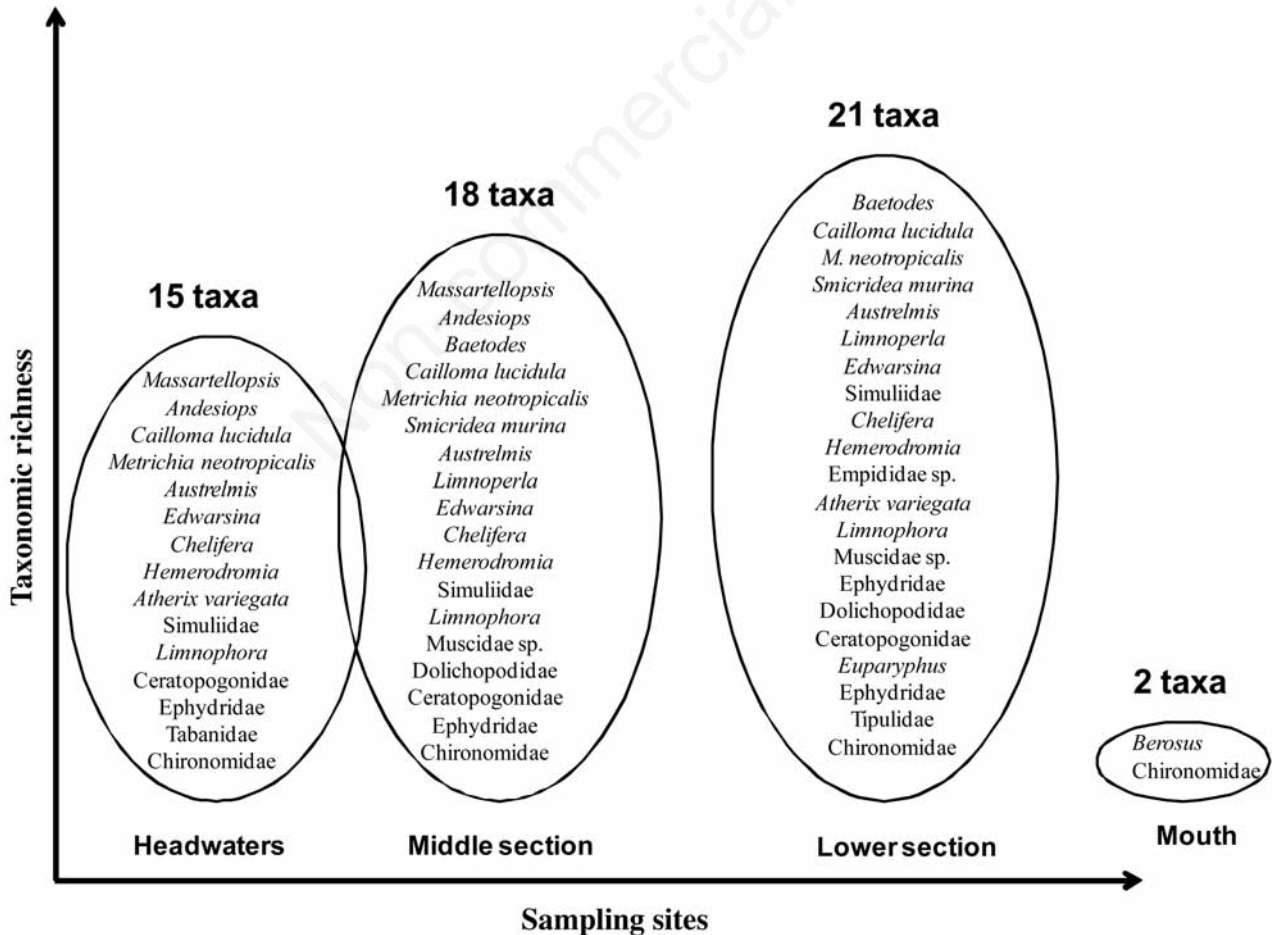 Non-commercial
Taxonomic richness
15 taxa
Massartellopsis
Andesiops
Cailloma lucidula
Metrichia neotropicalis
Austrelmis
Edwarsina
Chelifera
Hemerodromia
Atherix variegata
Simuliidae
Limnophora
Ceratopogonidae
Ephydridae
Tabanidae
Chironomidae
Headwaters
18 taxa
Massartellopsis
Andesiops
Baetodes
Cailloma lucidula
Metrichia neotropicalis
Smicridea murina
Austrelmis
Limnoperla
Edwarsina
Chelifera
Hemerodromia
Simuliidae
Limnophora
Muscidae sp.
Dolichopodidae
Ceratopogonidae
Ephydridae
Chironomidae
Middle section
21 taxa
Baetodes
Cailloma lucidula
M. neotropicalis
Smicridea murina
Austrelmis
Limnoperla
Edwarsina
Simuliidae
Chelifera
Hemerodromia
Empididae sp.
Atherix variegata
Limnophora
Muscidae sp.
Ephydridae
Dolichopodidae
Ceratopogonidae
Euparyphus
Ephydridae
Tipulidae
Chironomidae
Lower section
2 taxa
Berosus
Chironomidae
Mouth
Sampling sites